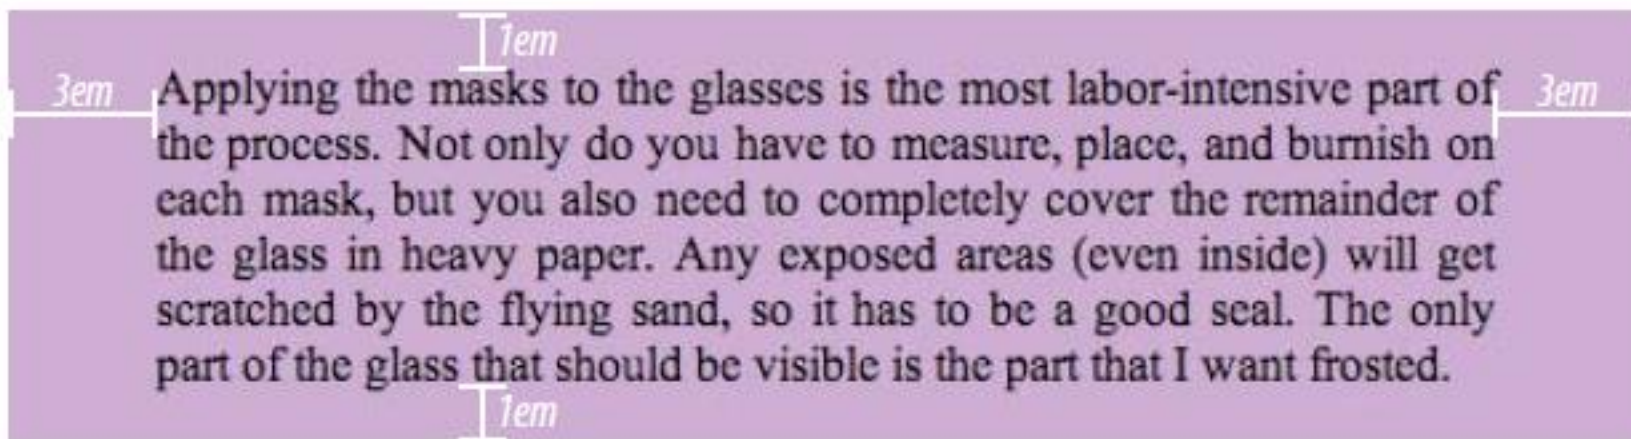 1em
3em Applying the masks to the glasses is the most labor-intensive part of 3em
the process. Not only do you have to measure, place, and burnish on
each mask, but you also need to completely cover the remainder of
the glass in heavy paper. Any exposed areas (even inside) will get
scratched by the flying sand, so it has to be a good seal. The only
part of the glass that should be visible is the part that I want frosted.
1em